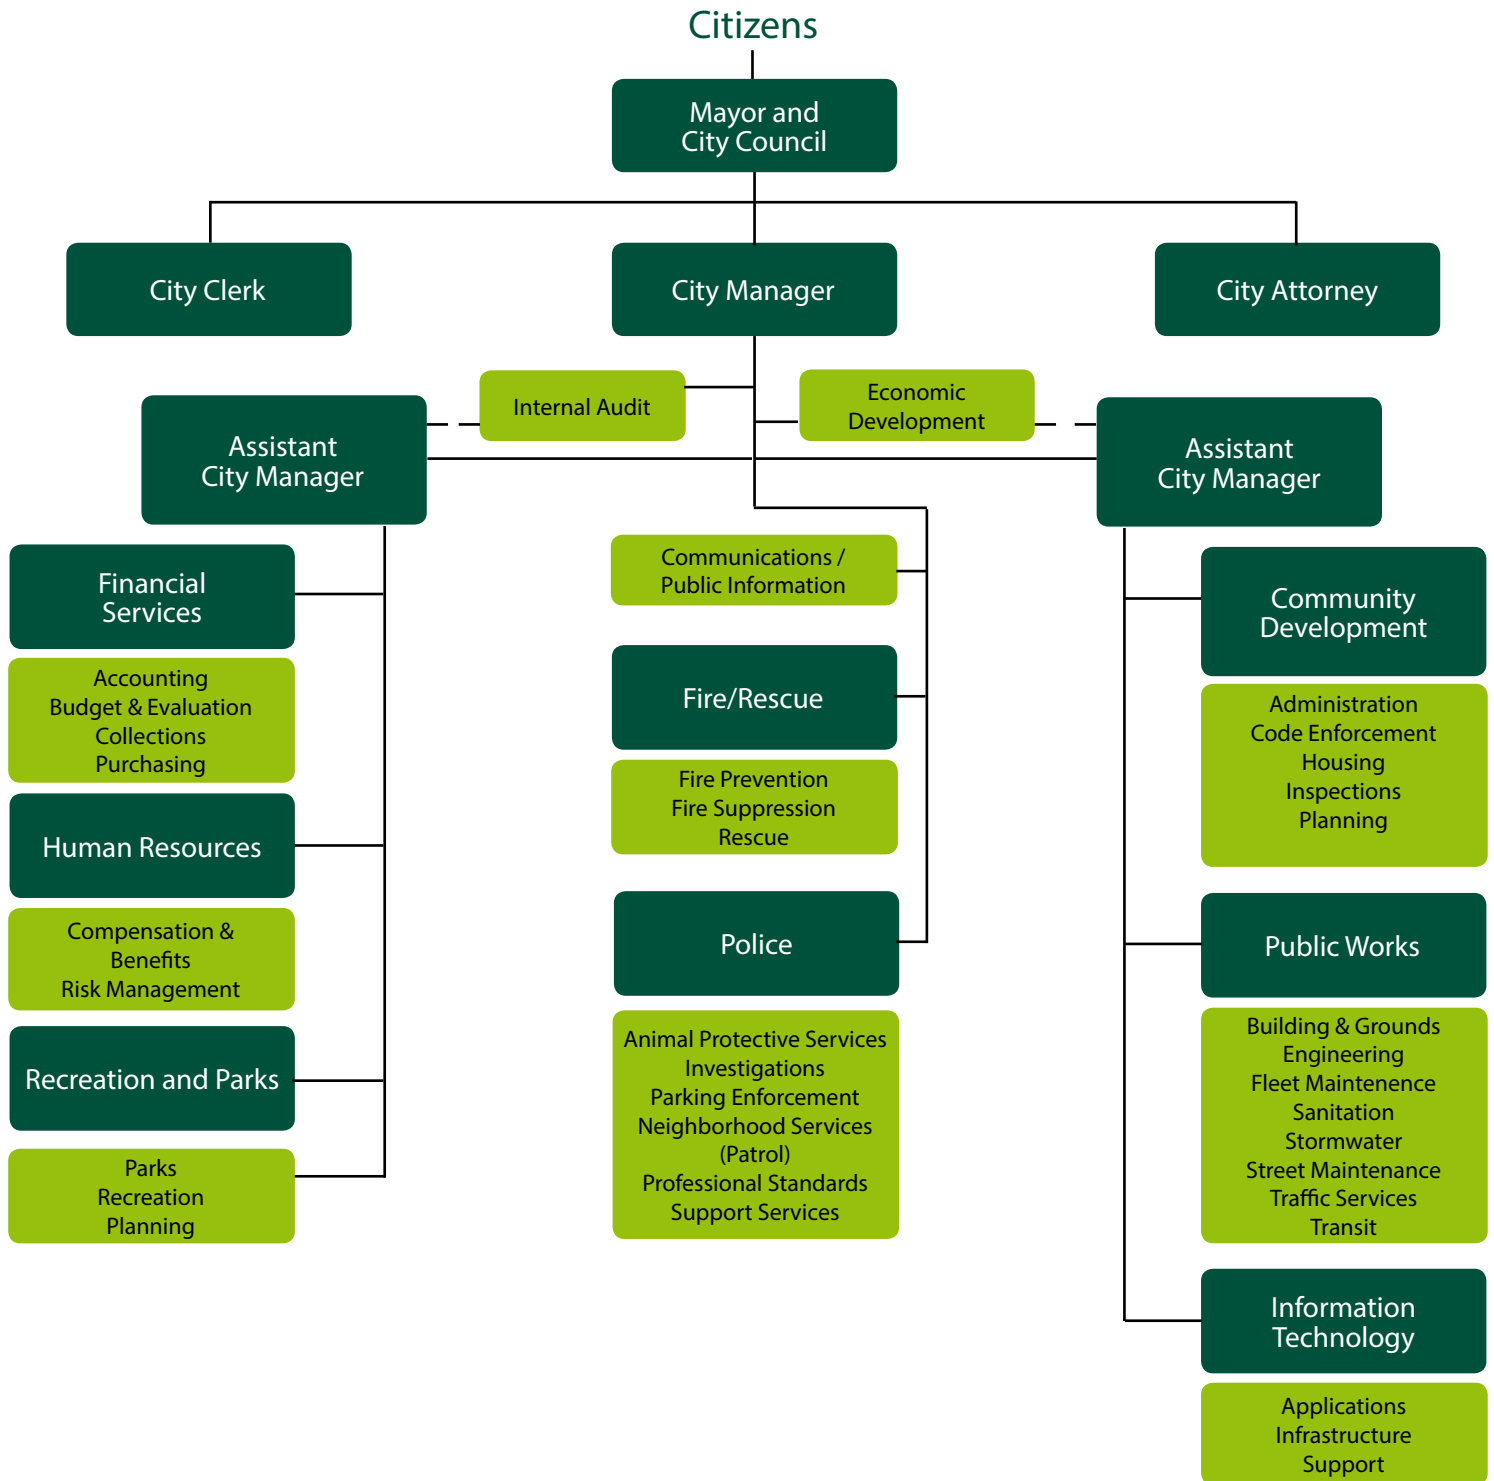 Citizens
Mayor and
City Council
City Clerk
City Manager
City Attorney
Internal Audit
Economic
Development
Assistant
City Manager
Assistant
City Manager
Financial
Services
Accounting
Budget & Evaluation
Collections
Purchasing
Human Resources
Compensation &
Benefits
Risk Management
Recreation and Parks
Parks
Recreation
Planning
Communications /
Public Information
Fire/Rescue
Fire Prevention
Fire Suppression
Rescue
Police
Animal Protective Services
Investigations
Parking Enforcement
Neighborhood Services
(Patrol)
Professional Standards
Support Services
Community
Development
Administration
Code Enforcement
Housing
Inspections
Planning
Public Works
Building & Grounds
Engineering
Fleet Maintenence
Sanitation
Stormwater
Street Maintenance
Traffic Services
Transit
Information
Technology
Applications
Infrastructure
Support